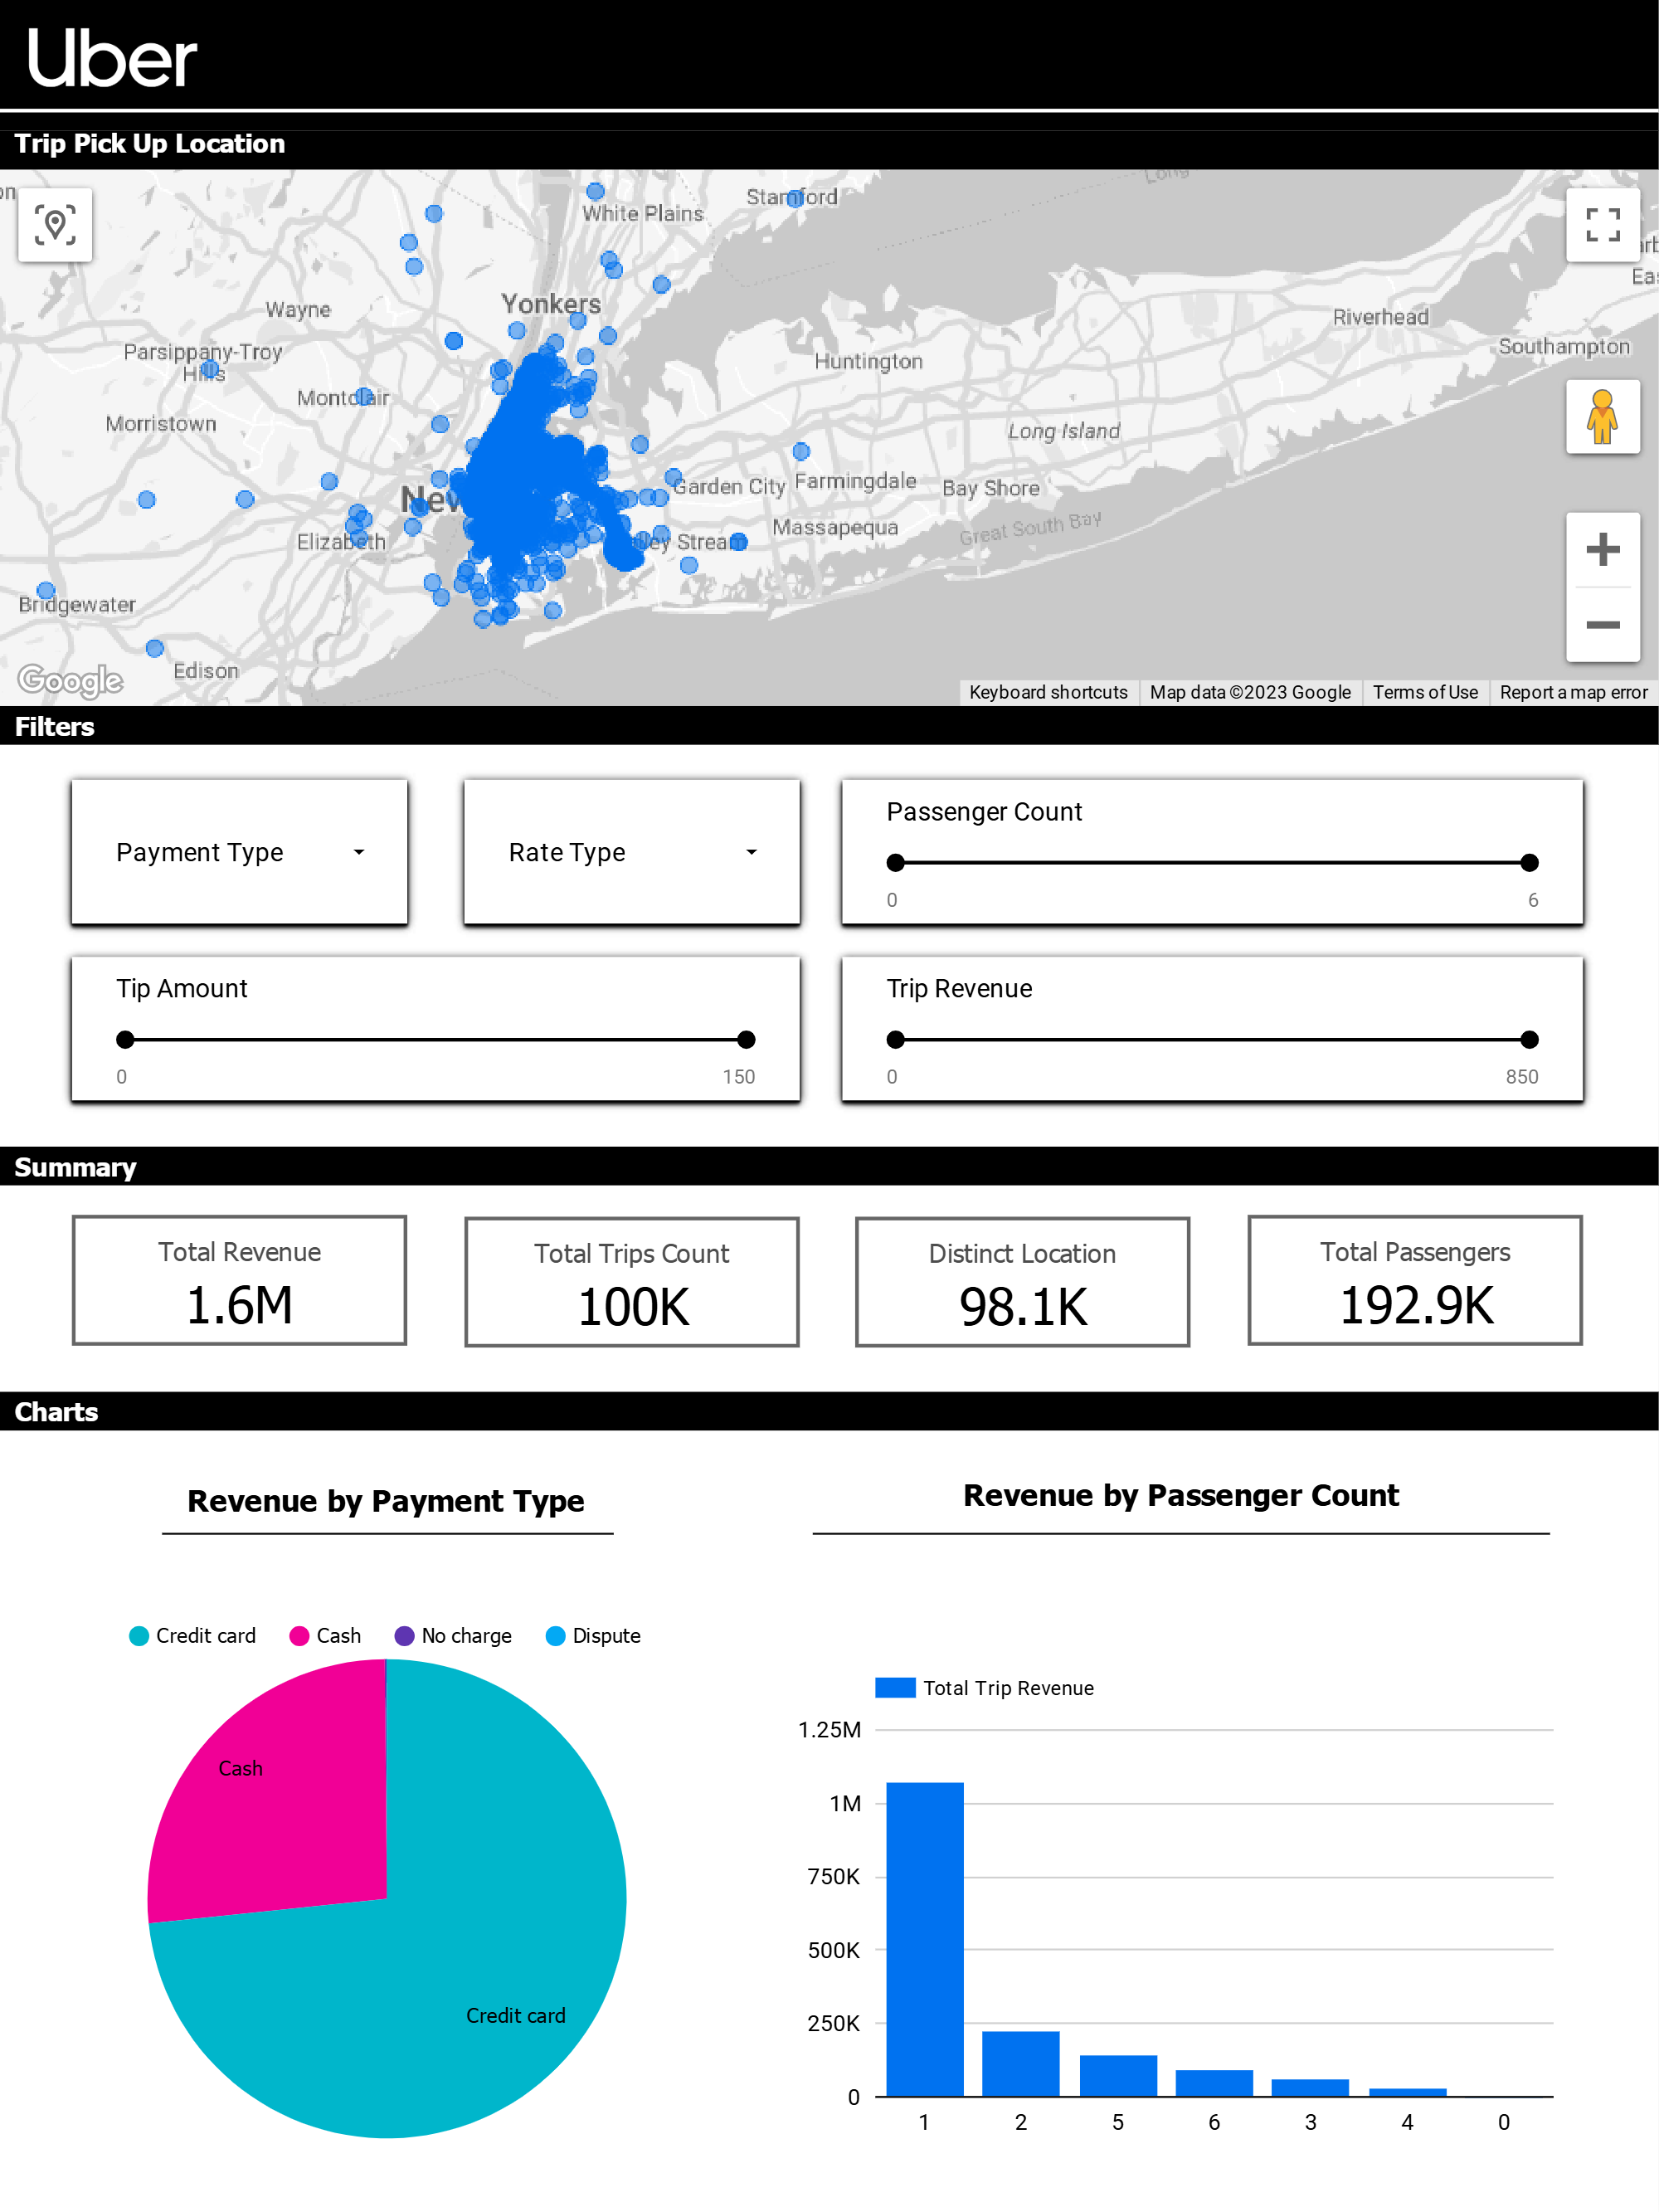 Uber
Trip Pick Up Location
Stamford
White Plains
Yonkers
Wayne
Riverhead
Parsippany-Troy
Hills
Southampton
Huntington
Montclair
Morristown
Long Island
Garden City
Farmingdale
Bay Shore
Massapequa
Great South Bay
Elizabeth
Bridgewater
Edison
Google
Keyboard shortcuts
Map data ©2023 Google
Terms of Use
Report a map error
Filters
Payment Type
Rate Type
Passenger Count
0
6
Tip Amount
0
150
Trip Revenue
0
850
Summary
Total Revenue
1.6M
Total Trips Count
100K
Distinct Location
98.1K
Total Passengers
192.9K
Charts
Revenue by Payment Type
Credit card
Cash
No charge
Dispute
Cash
Credit card
Revenue by Passenger Count
Total Trip Revenue
1.25M
1M
750K
500K
250K
0
1
2
5
6
3
4
0